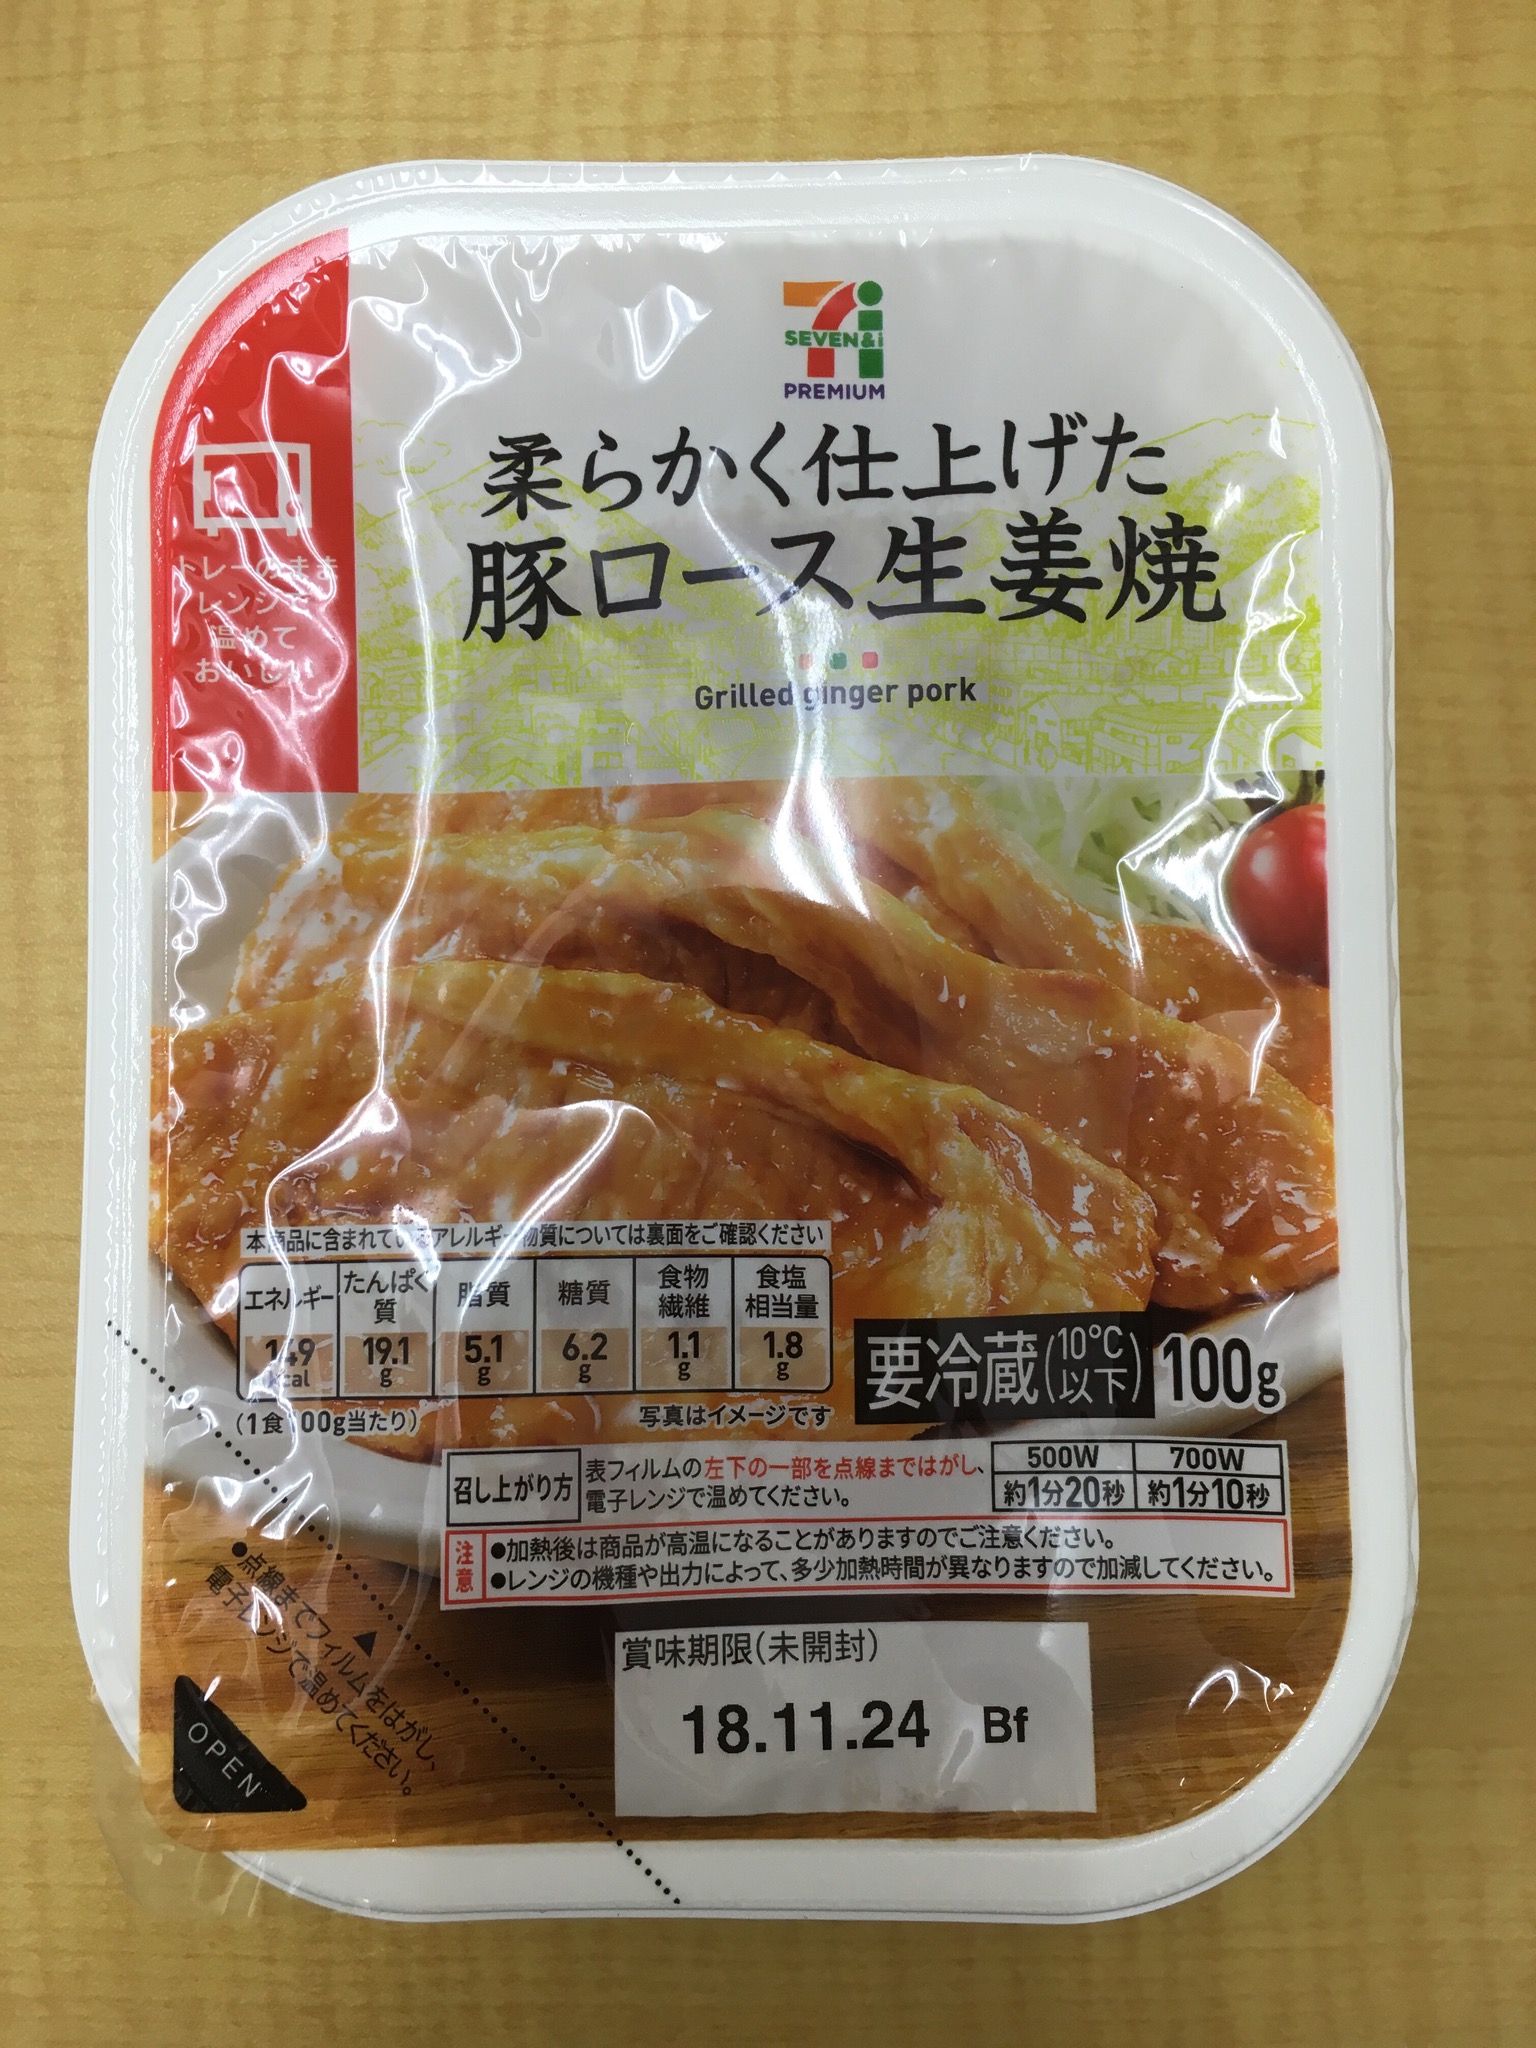 SEVEN&i
PREMIUM
柔らかく仕上げた
豚ロース生姜焼
Grilled ginger pork
トレーのまま
レンジで
温めて
おいしい
本商品に含まれているアレルギー物質については裏面をご確認ください
エネルギー たんぱく質 脂質 糖質 食物繊維 食塩相当量
149kcal 19.1g 5.1g 6.2g 1.1g 1.8g
(1食100g当たり) 写真はイメージです
要冷蔵(10℃以下) 100g
召し上がり方 表フィルムの左下の一部を点線まではがし、
電子レンジで温めてください。
500W 700W
約1分20秒 約1分10秒
注意 ●加熱後は商品が高温になることがありますのでご注意ください。
●レンジの機種や出力によって、多少加熱時間が異なりますので加減してください。
●点線までフィルムをはがし、
電子レンジで温めてください。
OPEN
賞味期限(未開封)
18.11.24 Bf